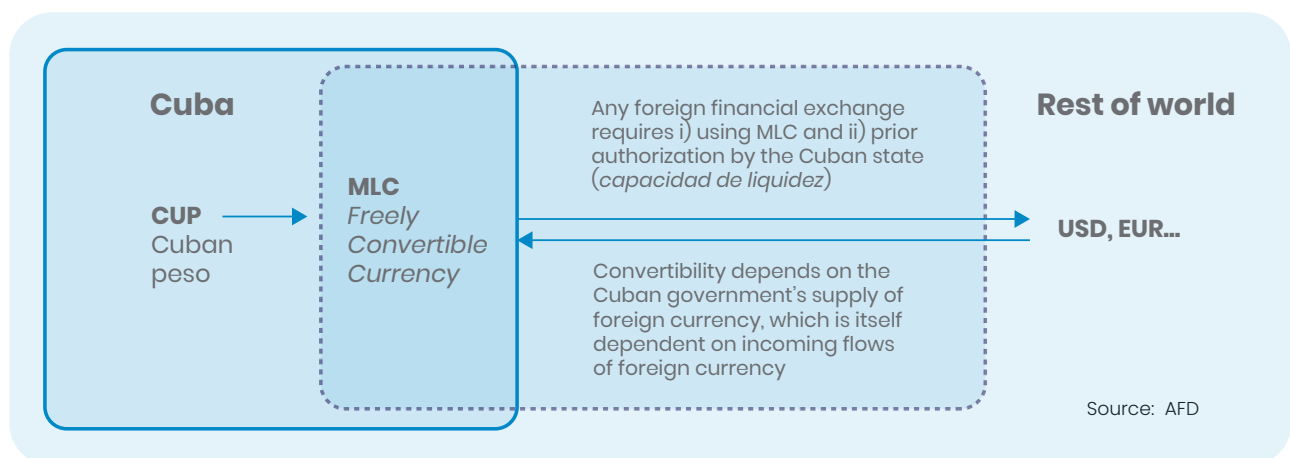 Cuba
CUP
Cuban
peso
MLC
Freely
Convertible
Currency
Any foreign financial exchange
requires i) using MLC and ii) prior
authorization by the Cuban state
(capacidad de liquidez)
Convertibility depends on the
Cuban government’s supply of
foreign currency, which is itself
dependent on incoming flows
of foreign currency
Rest of world
USD, EUR...
Source: AFD